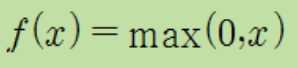 f(x) = max(0,x)